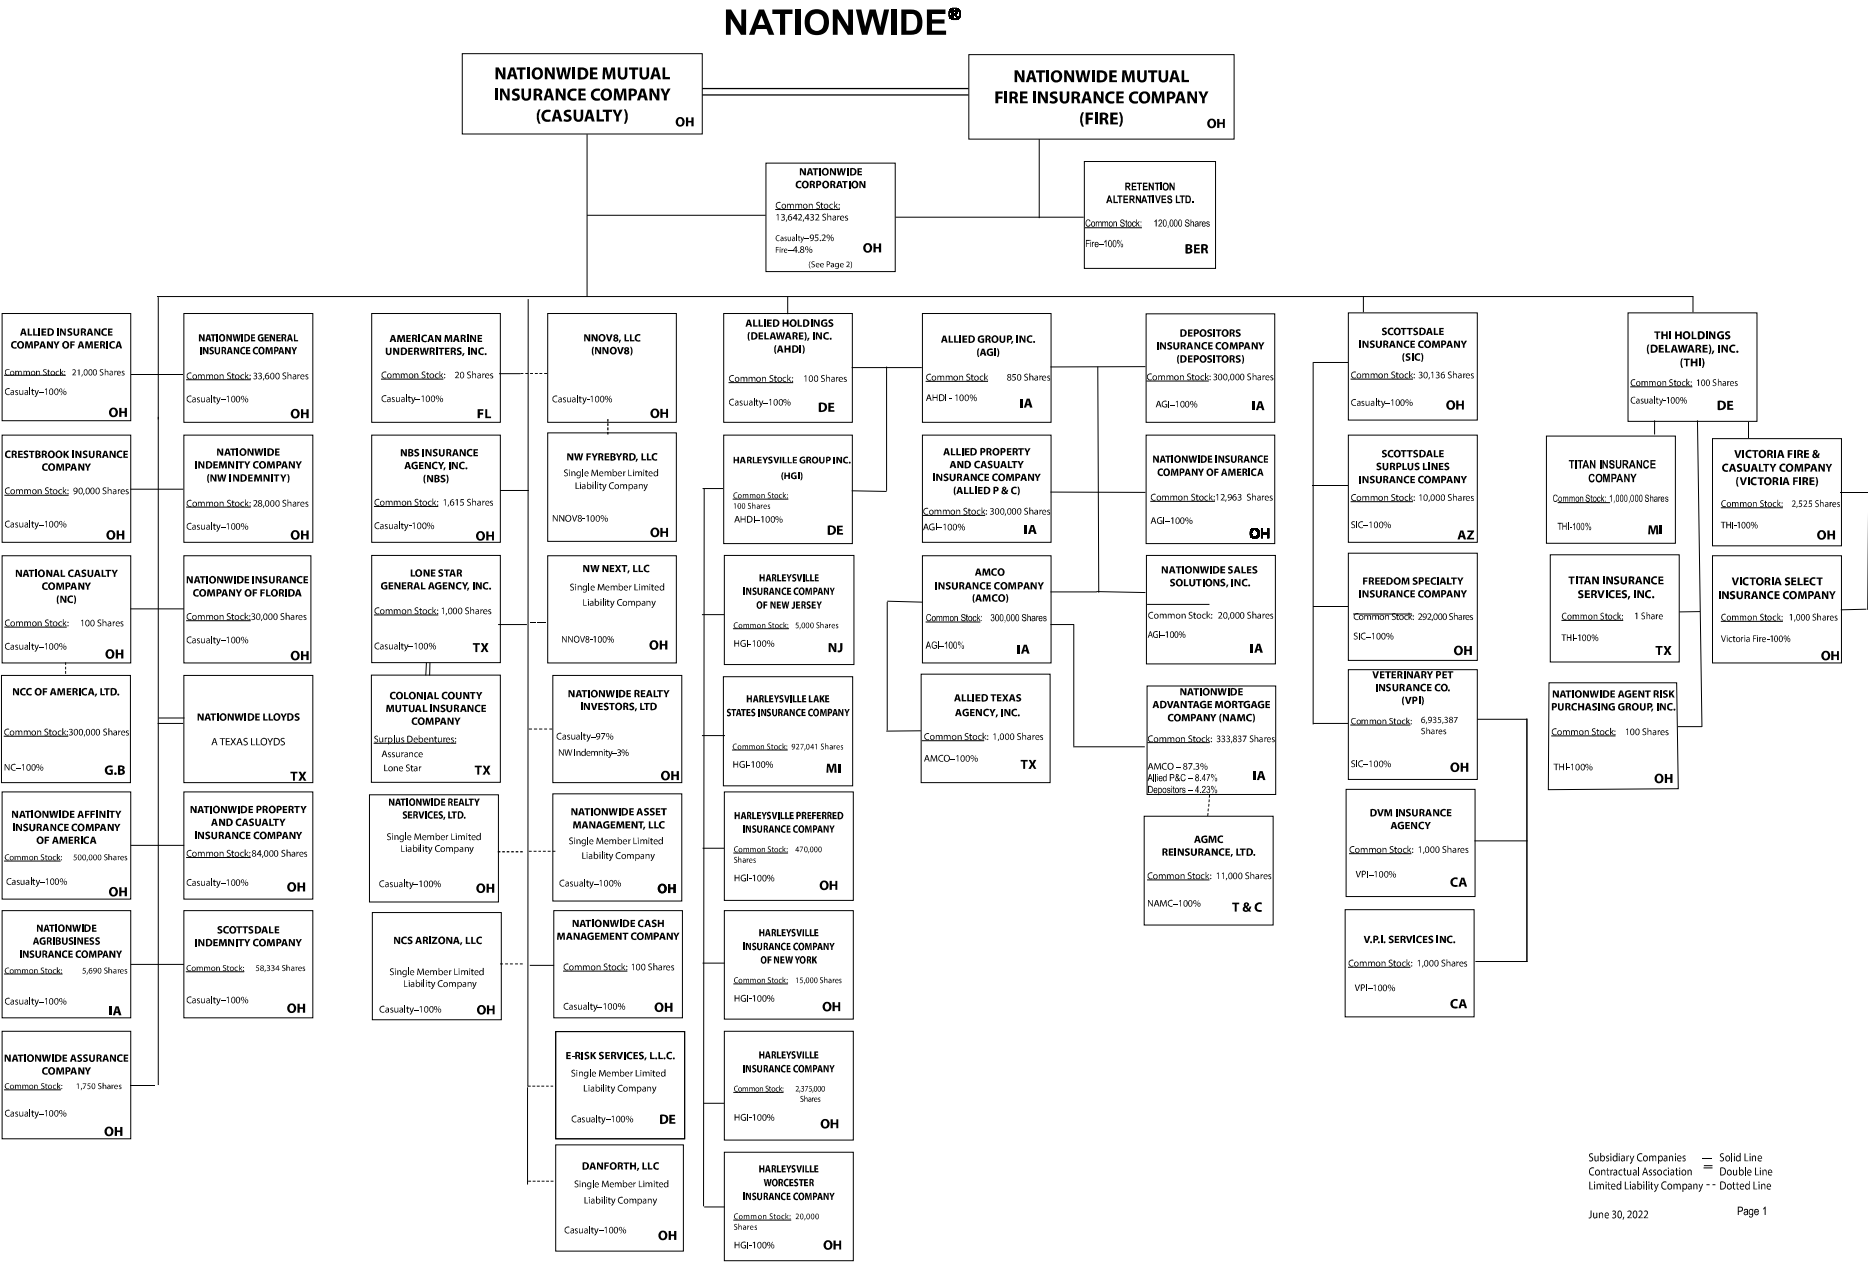 NATIONWIDE®
NATIONWIDE MUTUAL
INSURANCE COMPANY
(CASUALTY)
OH
NATIONWIDE MUTUAL
FIRE INSURANCE COMPANY
(FIRE)
OH
NATIONWIDE
CORPORATION
Common Stock:
13,642,432 Shares
Casualty–95.2%
Fire–4.8%
OH
(See Page 2)
RETENTION
ALTERNATIVES LTD.
Common Stock: 120,000 Shares
Fire–100%
BER
ALLIED INSURANCE
COMPANY OF AMERICA
Common Stock: 21,000 Shares
Casualty–100%
OH
CRESTBROOK INSURANCE
COMPANY
Common Stock: 90,000 Shares
Casualty–100%
OH
NATIONAL CASUALTY
COMPANY
(NC)
Common Stock: 100 Shares
Casualty–100%
OH
NCC OF AMERICA, LTD.
Common Stock:300,000 Shares
NC–100%
G.B
NATIONWIDE AFFINITY
INSURANCE COMPANY
OF AMERICA
Common Stock: 500,000 Shares
Casualty–100%
OH
NATIONWIDE
AGRIBUSINESS
INSURANCE COMPANY
Common Stock: 5,690 Shares
Casualty–100%
IA
NATIONWIDE ASSURANCE
COMPANY
Common Stock: 1,750 Shares
Casualty–100%
OH
NATIONWIDE GENERAL
INSURANCE COMPANY
Common Stock: 33,600 Shares
Casualty–100%
OH
NATIONWIDE
INDEMNITY COMPANY
(NW INDEMNITY)
Common Stock: 28,000 Shares
Casualty–100%
OH
NATIONWIDE INSURANCE
COMPANY OF FLORIDA
Common Stock:30,000 Shares
Casualty–100%
OH
NATIONWIDE LLOYDS
A TEXAS LLOYDS
TX
NATIONWIDE PROPERTY
AND CASUALTY
INSURANCE COMPANY
Common Stock:84,000 Shares
Casualty–100%
OH
SCOTTSDALE
INDEMNITY COMPANY
Common Stock: 58,334 Shares
Casualty–100%
OH
AMERICAN MARINE
UNDERWRITERS, INC.
Common Stock: 20 Shares
Casualty–100%
FL
NBS INSURANCE
AGENCY, INC.
(NBS)
Common Stock: 1,615 Shares
Casualty–100%
OH
LONE STAR
GENERAL AGENCY, INC.
Common Stock: 1,000 Shares
Casualty–100%
TX
COLONIAL COUNTY
MUTUAL INSURANCE
COMPANY
Surplus Debentures:
Assurance
Lone Star
TX
NATIONWIDE REALTY
SERVICES, LTD.
Single Member Limited
Liability Company
Casualty–100%
OH
NCS ARIZONA, LLC
Single Member Limited
Liability Company
Casualty–100%
OH
NNOV8, LLC
(NNOV8)
Casualty–100%
OH
NW FYREBYRD, LLC
Single Member Limited
Liability Company
NNOV8-100%
OH
NW NEXT, LLC
Single Member Limited
Liability Company
NNOV8-100%
OH
NATIONWIDE REALTY
INVESTORS, LTD
Casualty–97%
NW Indemnity–3%
OH
NATIONWIDE ASSET
MANAGEMENT, LLC
Single Member Limited
Liability Company
Casualty–100%
OH
NATIONWIDE CASH
MANAGEMENT COMPANY
Common Stock: 100 Shares
Casualty–100%
OH
E-RISK SERVICES, L.L.C.
Single Member Limited
Liability Company
Casualty–100%
DE
DANFORTH, LLC
Single Member Limited
Liability Company
Casualty–100%
OH
ALLIED HOLDINGS
(DELAWARE), INC.
(AHDI)
Common Stock: 100 Shares
Casualty–100%
DE
HARLEYSVILLE GROUP INC.
(HGI)
Common Stock:
100 Shares
AHDI–100%
DE
HARLEYSVILLE
INSURANCE COMPANY
OF NEW JERSEY
Common Stock: 5,000 Shares
HGI-100%
NJ
HARLEYSVILLE LAKE
STATES INSURANCE COMPANY
Common Stock: 927,041 Shares
HGI-100%
MI
HARLEYSVILLE PREFERRED
INSURANCE COMPANY
Common Stock: 470,000
Shares
HGI-100%
OH
HARLEYSVILLE
INSURANCE COMPANY
OF NEW YORK
Common Stock: 15,000 Shares
HGI-100%
OH
HARLEYSVILLE
INSURANCE COMPANY
Common Stock: 2,375,000
Shares
HGI-100%
OH
HARLEYSVILLE
WORCESTER
INSURANCE COMPANY
Common Stock: 20,000
Shares
HGI-100%
OH
ALLIED GROUP, INC.
(AGI)
Common Stock 850 Shares
AHDI - 100%
IA
ALLIED PROPERTY
AND CASUALTY
INSURANCE COMPANY
(ALLIED P & C)
Common Stock: 300,000 Shares
AGI–100%
IA
AMCO
INSURANCE COMPANY
(AMCO)
Common Stock: 300,000 Shares
AGI–100%
IA
ALLIED TEXAS
AGENCY, INC.
Common Stock: 1,000 Shares
AMCO–100%
TX
DEPOSITORS
INSURANCE COMPANY
(DEPOSITORS)
Common Stock: 300,000 Shares
AGI–100%
IA
NATIONWIDE INSURANCE
COMPANY OF AMERICA
Common Stock:12,963 Shares
AGI–100%
OH
NATIONWIDE SALES
SOLUTIONS, INC.
Common Stock: 20,000 Shares
AGI–100%
IA
NATIONWIDE
ADVANTAGE MORTGAGE
COMPANY (NAMC)
Common Stock: 333,837 Shares
AMCO – 87.3%
Allied P&C – 8.47%
Depositors – 4.23%
IA
AGMC
REINSURANCE, LTD.
Common Stock: 11,000 Shares
NAMC–100%
T & C
SCOTTSDALE
INSURANCE COMPANY
(SIC)
Common Stock: 30,136 Shares
Casualty–100%
OH
SCOTTSDALE
SURPLUS LINES
INSURANCE COMPANY
Common Stock: 10,000 Shares
SIC–100%
AZ
FREEDOM SPECIALTY
INSURANCE COMPANY
Common Stock: 292,000 Shares
SIC–100%
OH
VETERINARY PET
INSURANCE CO.
(VPI)
Common Stock: 6,935,387
Shares
SIC–100%
OH
DVM INSURANCE
AGENCY
Common Stock: 1,000 Shares
VPI–100%
CA
V.P.I. SERVICES INC.
Common Stock: 1,000 Shares
VPI–100%
CA
THI HOLDINGS
(DELAWARE), INC.
(THI)
Common Stock: 100 Shares
Casualty–100%
DE
TITAN INSURANCE
COMPANY
Common Stock: 1,000,000 Shares
THI-100%
MI
TITAN INSURANCE
SERVICES, INC.
Common Stock: 1 Share
THI-100%
TX
NATIONWIDE AGENT RISK
PURCHASING GROUP, INC.
Common Stock: 100 Shares
THI-100%
OH
VICTORIA FIRE &
CASUALTY COMPANY
(VICTORIA FIRE)
Common Stock: 2,525 Shares
THI-100%
OH
VICTORIA SELECT
INSURANCE COMPANY
Common Stock: 1,000 Shares
Victoria Fire-100%
OH
Subsidiary Companies — Solid Line
Contractual Association = Double Line
Limited Liability Company -- Dotted Line
June 30, 2022 Page 1